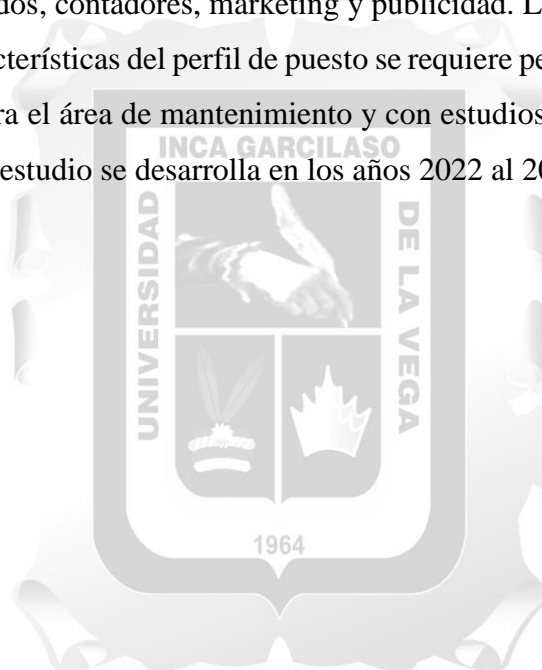 dos, contadores, marketing y publicidad. L
cterísticas del perfil de puesto se requiere pe
ra el área de mantenimiento y con estudios
estudio se desarrolla en los años 2022 al 20
INCA GARCILASO
UNIVERSIDAD
DE LA VEGA
1964